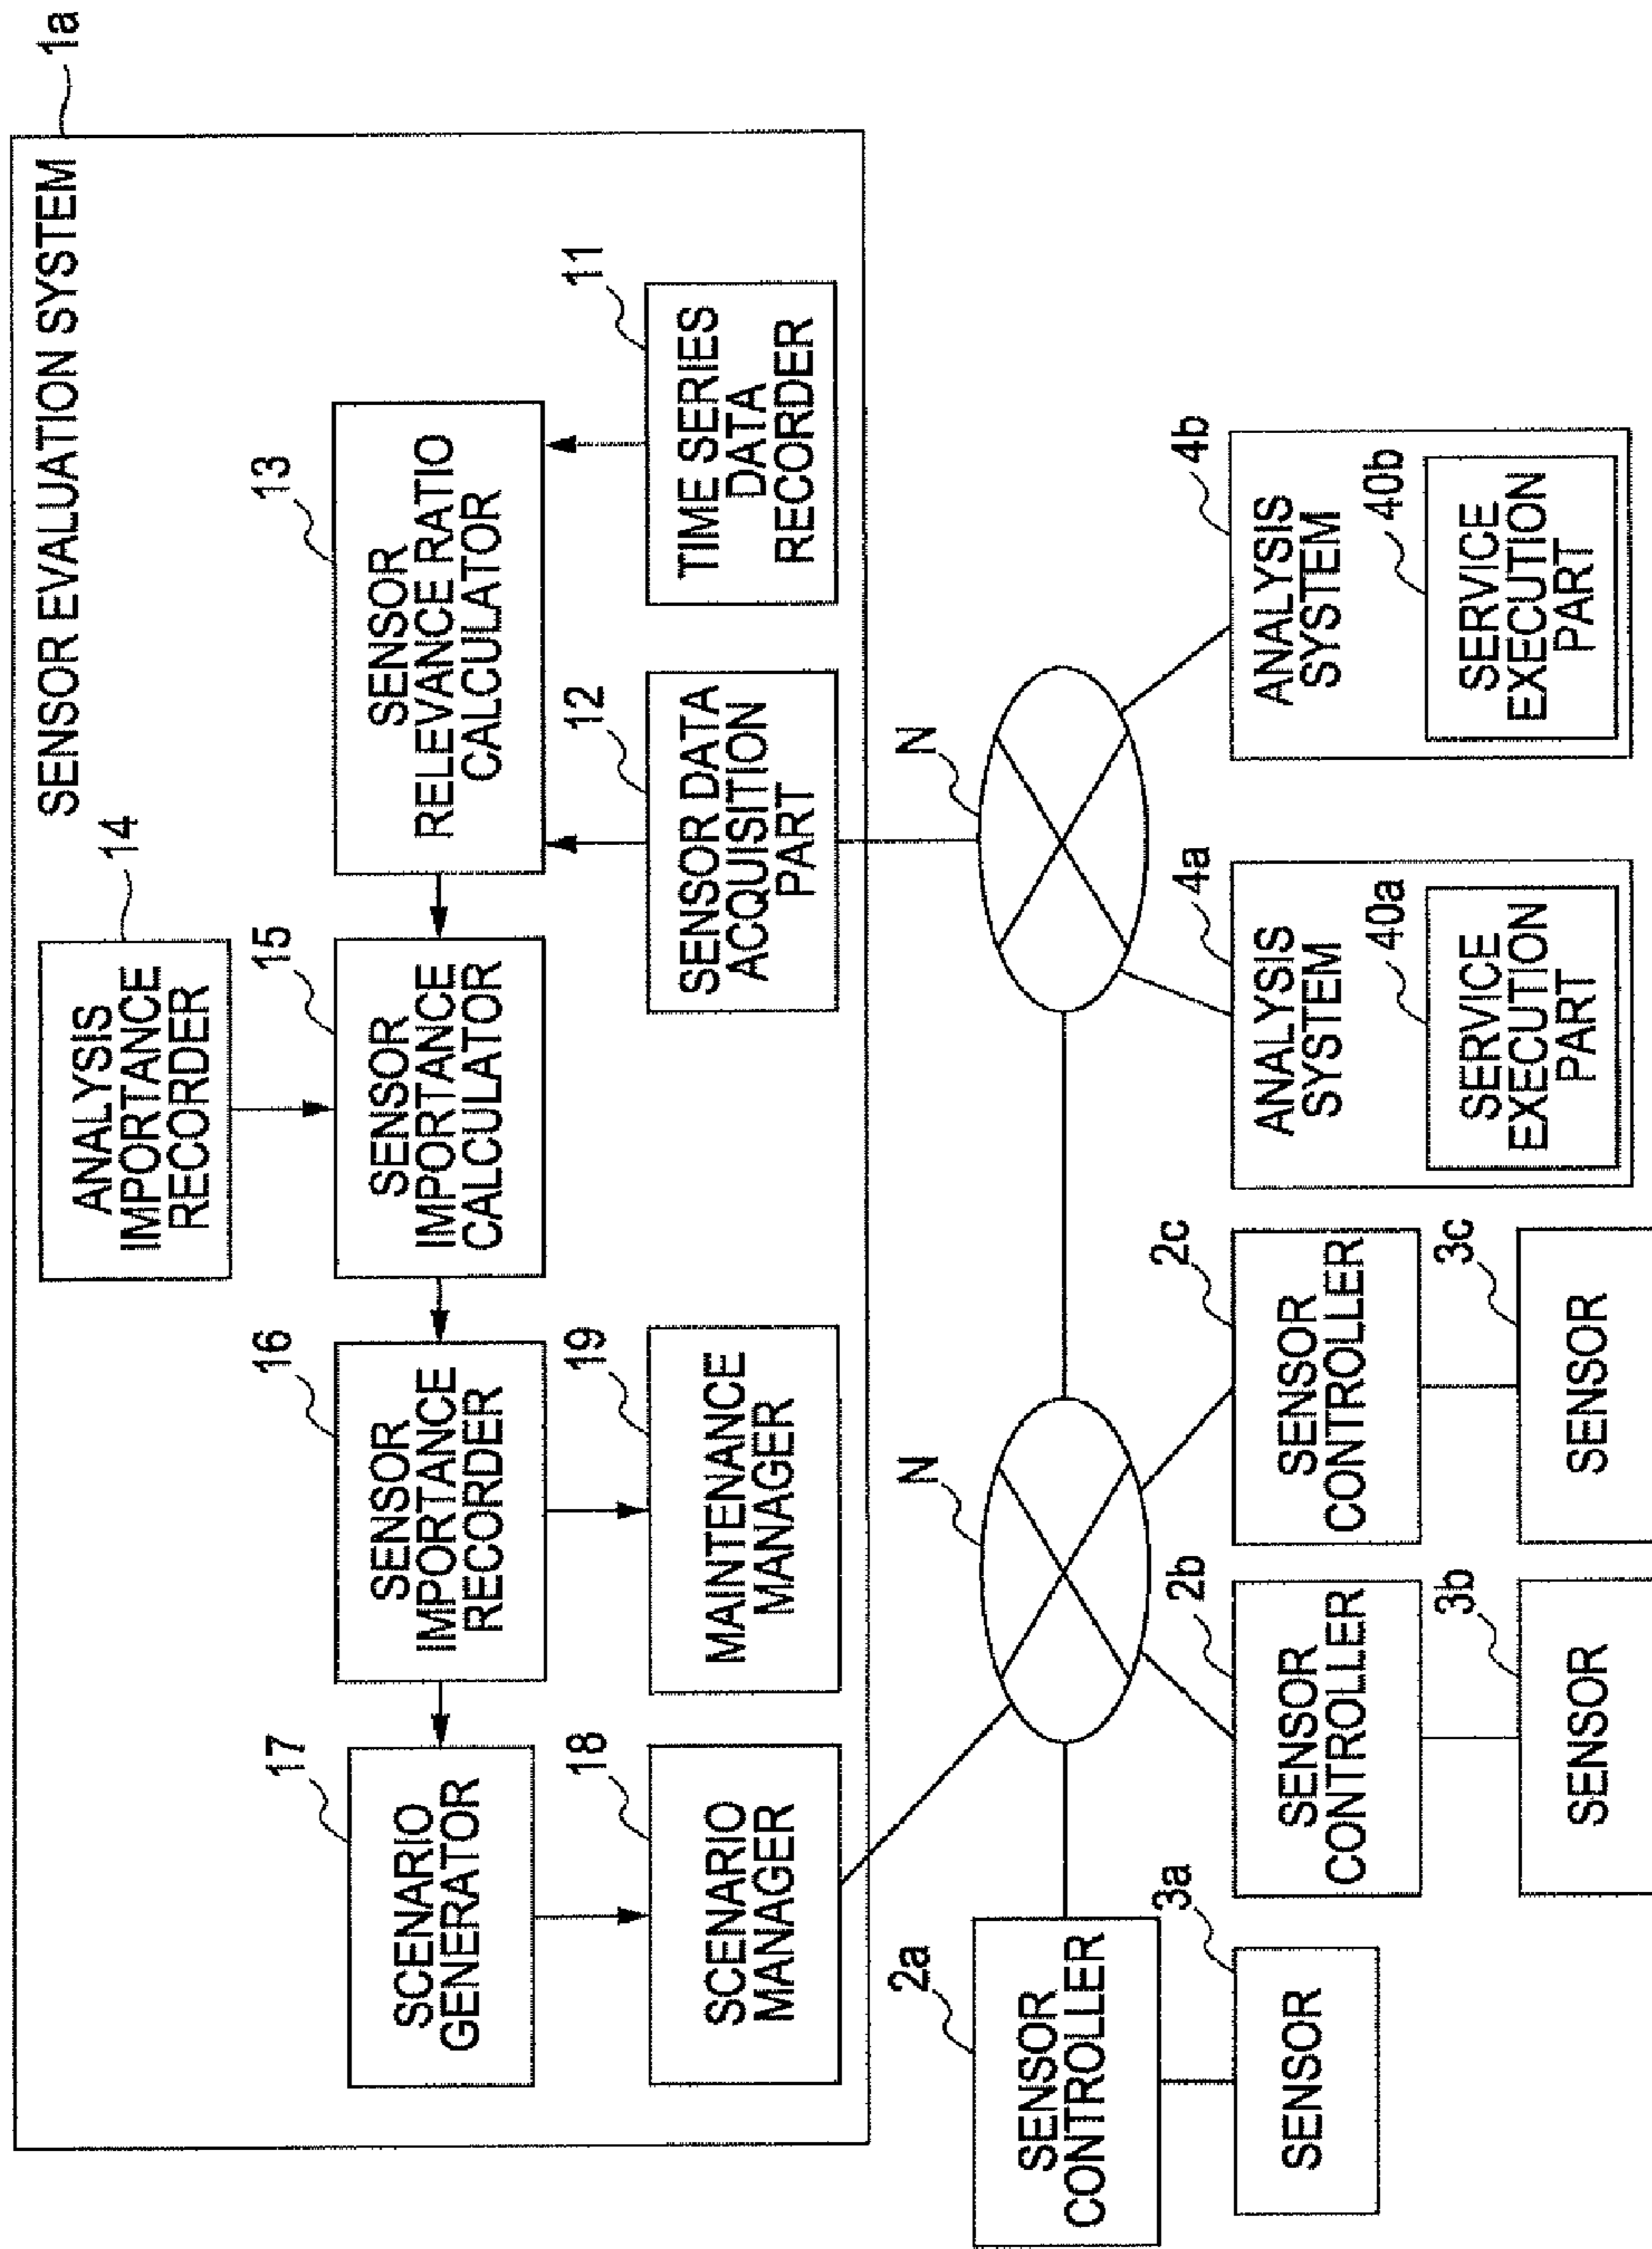 SENSOR EVALUATION SYSTEM
1a
ANALYSIS
IMPORTANCE
RECORDER
14
SCENARIO
GENERATOR
17
SENSOR
IMPORTANCE
RECORDER
16
SENSOR
IMPORTANCE
CALCULATOR
15
SENSOR
RELEVANCE RATIO
CALCULATOR
13
SCENARIO
MANAGER
18
MAINTENANCE
MANAGER
19
SENSOR DATA
ACQUISITION
PART
12
TIME SERIES
DATA
RECORDER
11
N
N
SENSOR
CONTROLLER
2a
SENSOR
3a
SENSOR
CONTROLLER
2b
SENSOR
3b
SENSOR
CONTROLLER
2c
SENSOR
3c
ANALYSIS
SYSTEM
4a
SERVICE
EXECUTION
PART
40a
ANALYSIS
SYSTEM
4b
SERVICE
EXECUTION
PART
40b